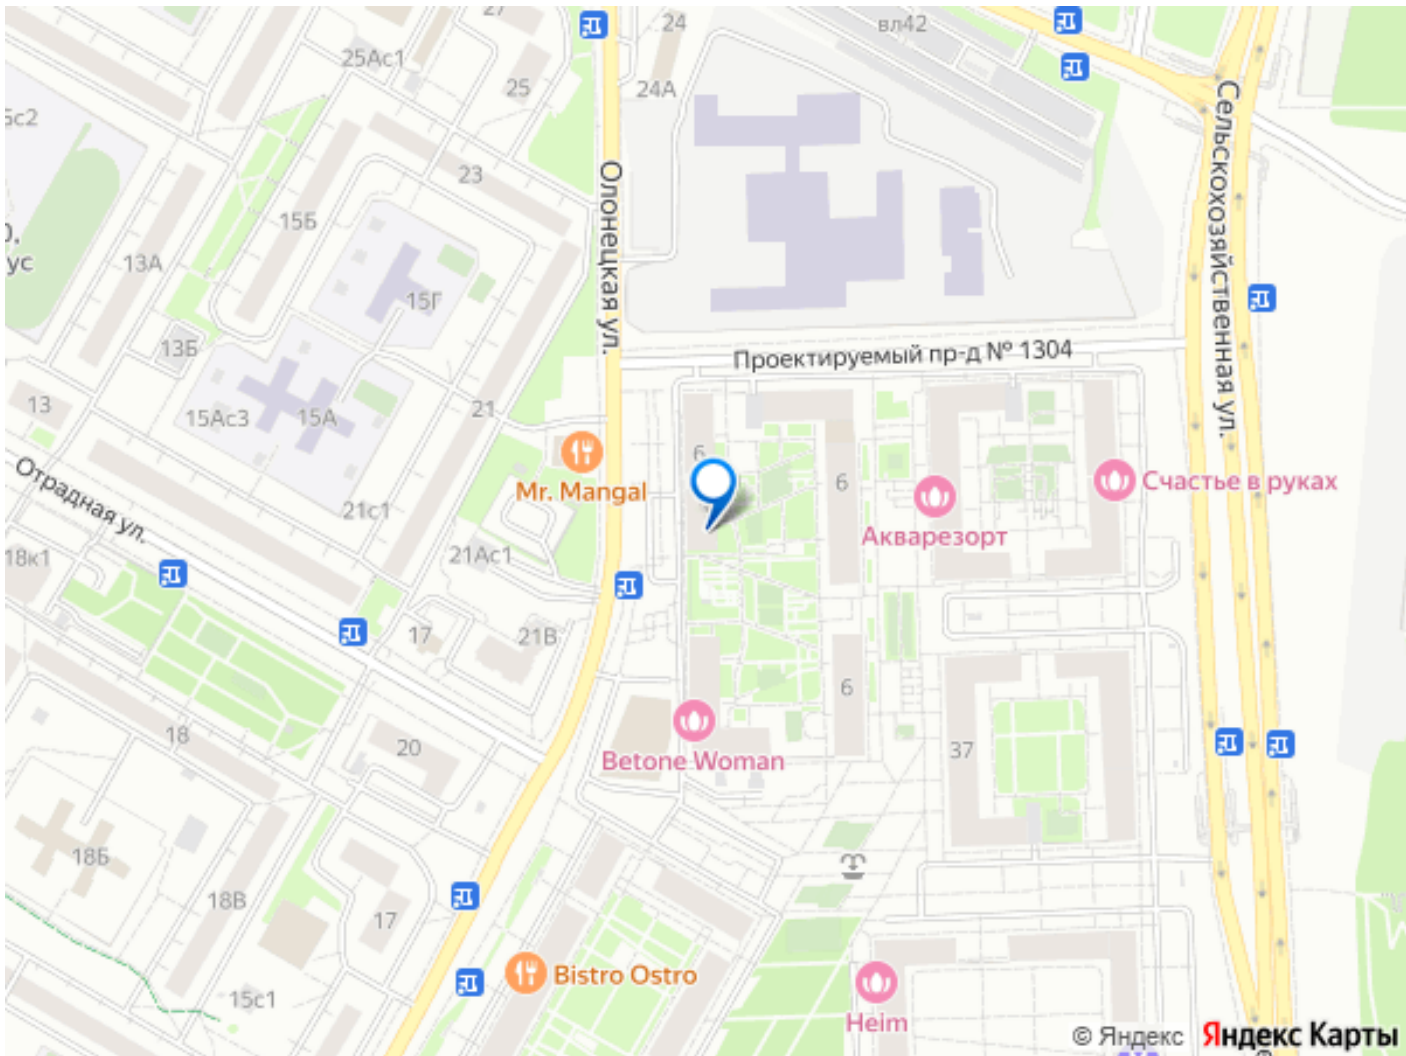 27
24
вл42
25Ас1
25
24А
5с2
Сельскохозяйственная ул.
23
Олонецкая ул.
15Б
13А
ус
15Г
13Б
Проектируемый пр-д № 1304
13
15Ас3
15А
21
6
Mr. Mangal
6
Счастье в руках
Отрадная ул.
21с1
Акварезорт
18к1
21Ас1
17
21В
6
18
20
Betone Woman
37
18Б
18В
17
Bistro Ostro
15с1
Heim
© Яндекс Яндекс Карты